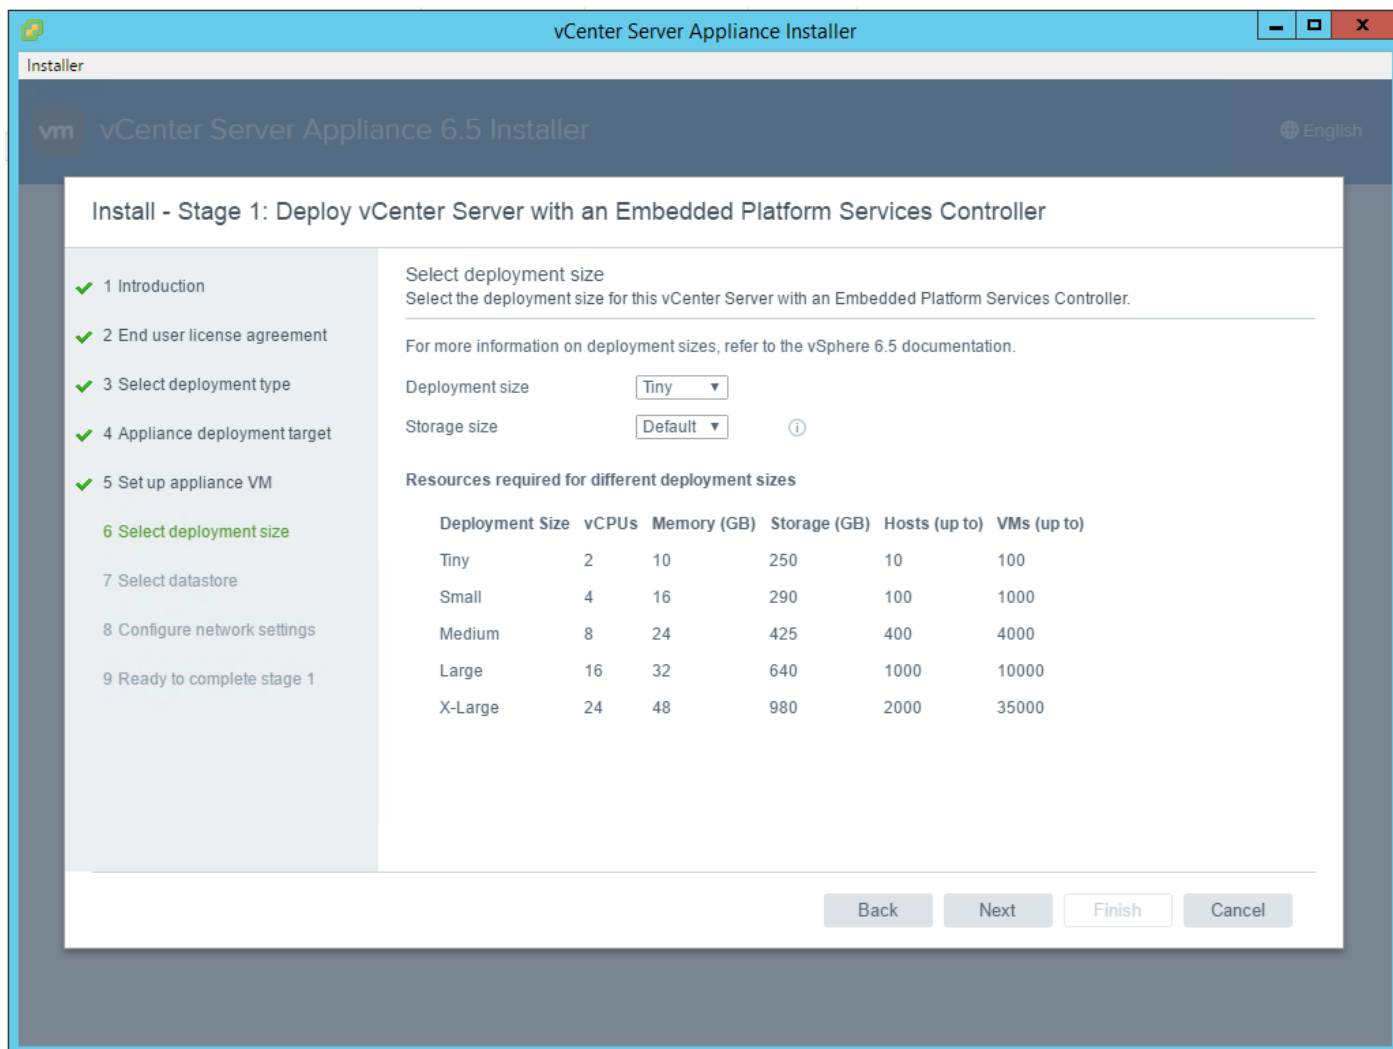 vCenter Server Appliance Installer
Installer
vm vCenter Server Appliance 6.5 Installer English
Install - Stage 1: Deploy vCenter Server with an Embedded Platform Services Controller
1 Introduction
2 End user license agreement
3 Select deployment type
4 Appliance deployment target
5 Set up appliance VM
6 Select deployment size
7 Select datastore
8 Configure network settings
9 Ready to complete stage 1
Select deployment size
Select the deployment size for this vCenter Server with an Embedded Platform Services Controller.
For more information on deployment sizes, refer to the vSphere 6.5 documentation.
Deployment size Tiny
Storage size Default
Resources required for different deployment sizes
Deployment Size vCPUs Memory (GB) Storage (GB) Hosts (up to) VMs (up to)
Tiny 2 10 250 10 100
Small 4 16 290 100 1000
Medium 8 24 425 400 4000
Large 16 32 640 1000 10000
X-Large 24 48 980 2000 35000
Back Next Finish Cancel